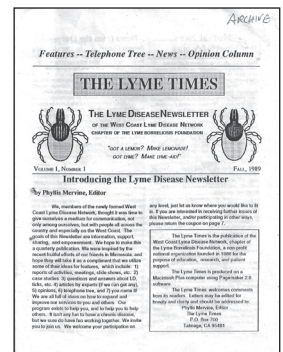 ARCHIVE
Features -- Telephone Tree -- News -- Opinion Column
THE LYME TIMES
THE LYME DISEASE NEWSLETTER
OF THE WEST COAST LYME DISEASE NETWORK
CHAPTER OF THE LYME BORRELIOSIS FOUNDATION
"GOT A LEMON? MAKE LEMONADE!
GOT LYME? MAKE LYME-AID!"
VOLUME 1, NUMBER 1
FALL, 1989
Introducing the Lyme Disease Newsletter
by Phyllis Mervine, Editor
We, members of the newly formed West
Coast Lyme Disease Network, thought it was time to
give ourselves a medium for communication, not
only among ourselves, but with people all across the
country and especially on the West Coast. The
goals of this Newsletter are information, support,
sharing, and empowerment. We hope to make this
a quarterly publication. We were inspired by the
recent fruitful efforts of our friends in Minnesota, and
hope they will take it as a compliment that we utilize
some of their ideas for features, which include: 1)
reports of activities, meetings, slide shows, etc. 2)
case studies 3) questions and answers about LD,
ticks, etc. 4) articles by experts (if we can get any),
5) opinions, 6) telephone tree, and 7) you name it!
We are all full of ideas on how to expand and
improve our services to you and others. Our
program exists to help you, and to help you to help
others. It isn't any fun to have a chronic disease,
but we sure do have fun working together. We invite
you to join us. We welcome your participation on
any level, just let us know where you would like to fit
in. If you are interested in receiving further issues of
this Newsletter, and/or participating in other ways,
please return the coupon on page 7.
The Lyme Times is the publication of the
West Coast Lyme Disease Network, chapter of
the Lyme Borreliosis Foundation, a non-profit
national organization founded in 1988 for the
purpose of education, research, and patient
support.
The Lyme Times is produced on a
Macintosh Plus computer using Pagemaker 2.0
software.
The Lyme Times welcomes comments
from its readers. Letters may be edited for
brevity and clarity and should be addressed to:
Phyllis Mervine, Editor
The Lyme Times
P.O. Box 700
Talmage, CA 95481